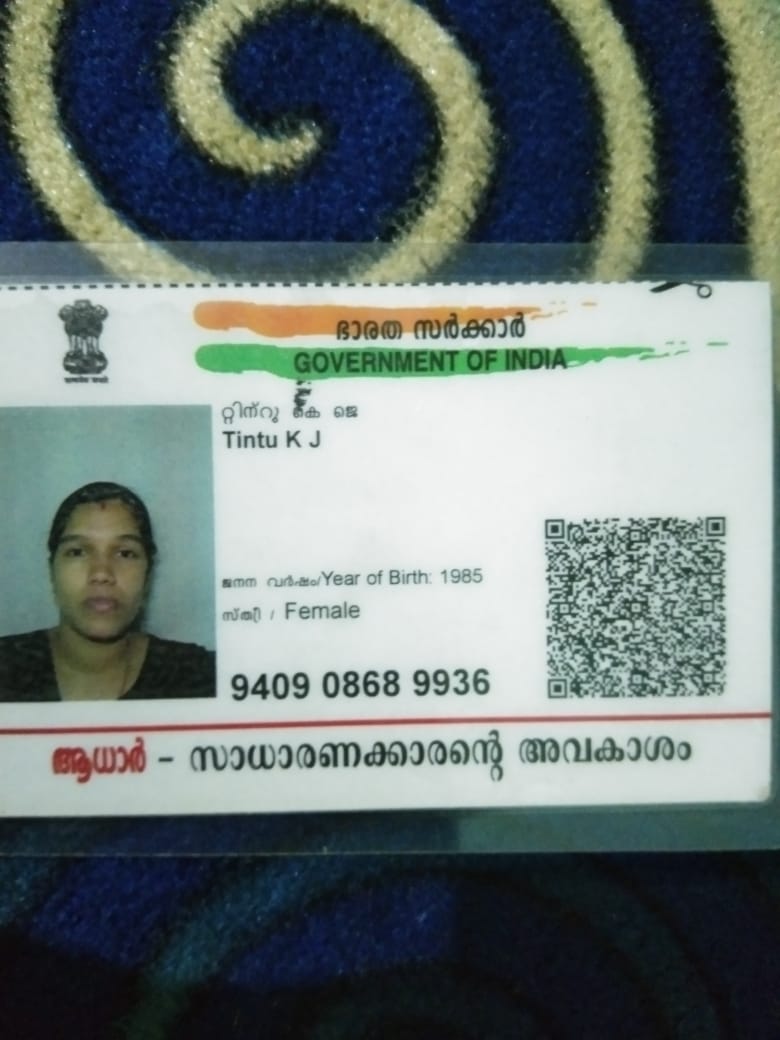 ഭാരത സർക്കാർ
GOVERNMENT OF INDIA
റ്റിന്റു കെ ജെ
Tintu K J
ജനന വർഷം/Year of Birth: 1985
സ്ത്രീ / Female
9409 0868 9936
ആധാർ - സാധാരണക്കാരന്റെ അവകാശം